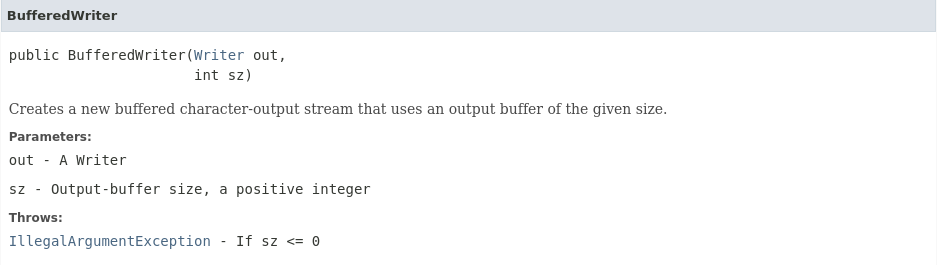 BufferedWriter
public BufferedWriter(Writer out,
int sz)
Creates a new buffered character-output stream that uses an output buffer of the given size.
Parameters:
out - A Writer
sz - Output-buffer size, a positive integer
Throws:
IllegalArgumentException - If sz <= 0